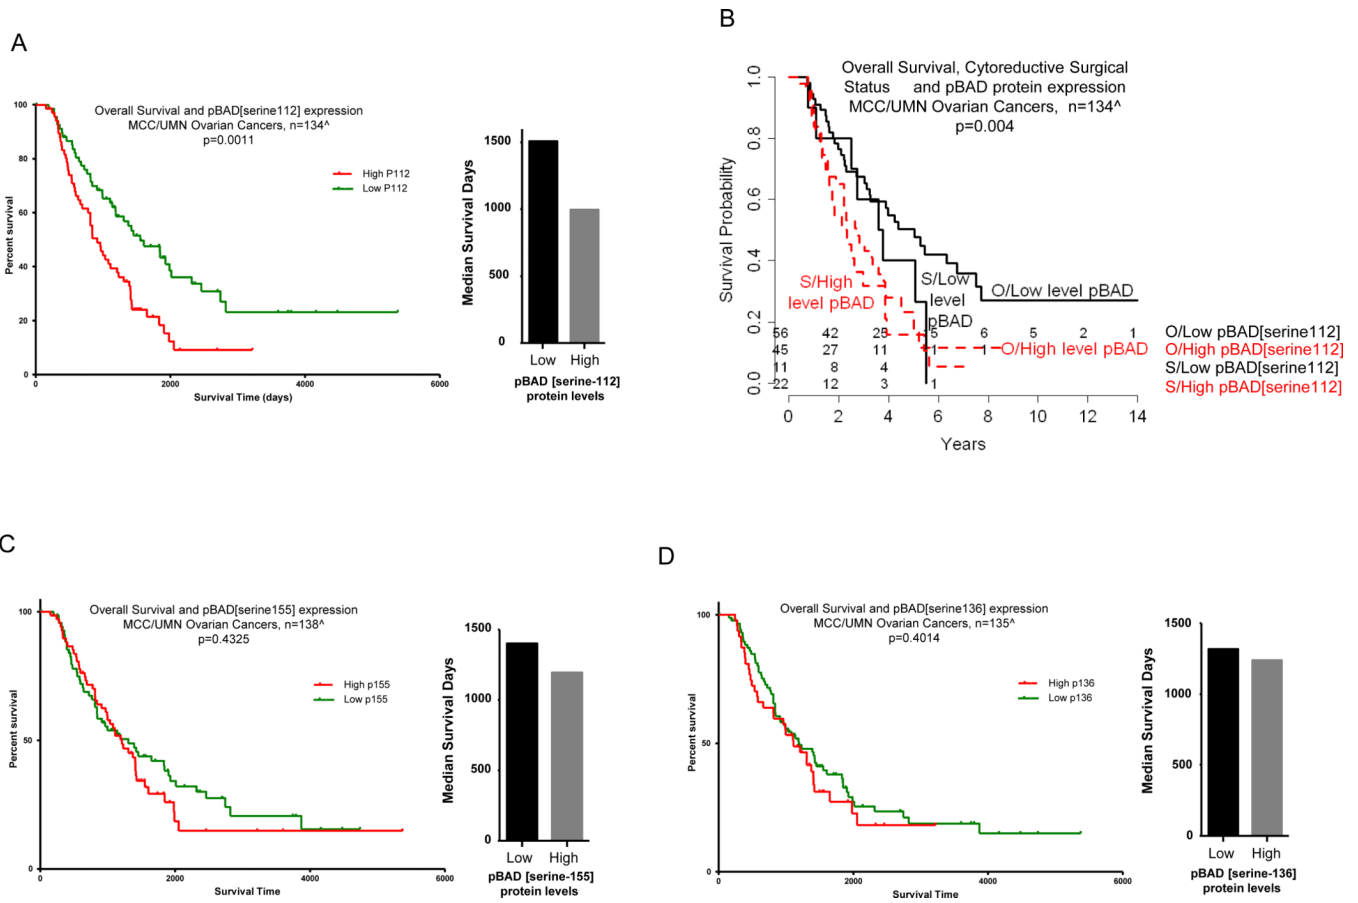 A
Overall Survival and pBAD[serine112] expression
MCC/UMN Ovarian Cancers, n=134^
p=0.0011
High P112
Low P112
Percent survival
100
80
60
40
20
0
0 2000 4000 6000
Survival Time (days)
Median Survival Days
1500
1000
500
0
Low High
pBAD [serine-112]
protein levels
B
Overall Survival, Cytoreductive Surgical
Status and pBAD protein expression
MCC/UMN Ovarian Cancers, n=134^
p=0.004
Survival Probability
1.0
0.8
0.6
0.4
0.2
0.0
S/High
level pBAD
S/Low
level
pBAD
O/Low level pBAD
O/High level pBAD
56 42 25 15 6 5 2 1 O/Low pBAD[serine112]
45 27 11 1 1 O/High pBAD[serine112]
11 8 4 S/Low pBAD[serine112]
22 12 3 1 S/High pBAD[serine112]
0 2 4 6 8 10 12 14
Years
C
Overall Survival and pBAD[serine155] expression
MCC/UMN Ovarian Cancers, n=138^
p=0.4325
High p155
Low p155
Percent survival
100
50
0
0 2000 4000 6000
Survival Time
Median Survival Days
1500
1000
500
0
Low High
pBAD [serine-155]
protein levels
D
Overall Survival and pBAD[serine136] expression
MCC/UMN Ovarian Cancers, n=135^
p=0.4014
High p136
Low p136
Percent survival
100
50
0
0 2000 4000 6000
Survival Time
Median Survival Days
1500
1000
500
0
Low High
pBAD [serine-136]
protein levels